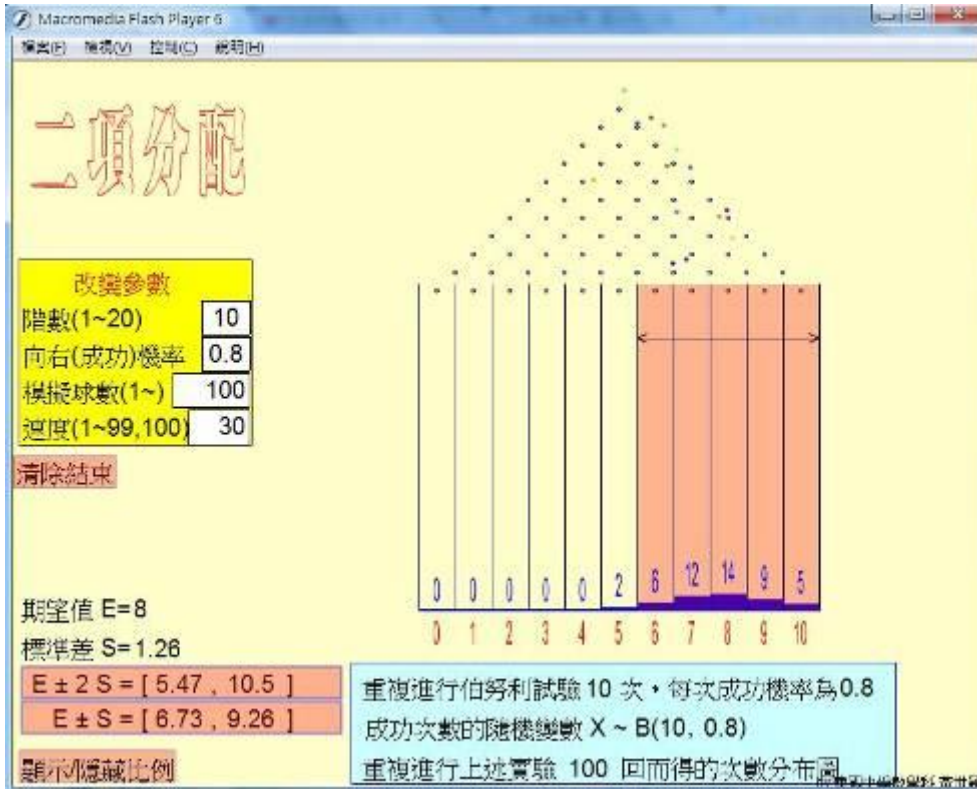 Macromedia Flash Player 6
檔案(F) 檢視(V) 控制(C) 說明(H)
二項分配
改變參數
階數(1~20) 10
向右(成功)機率 0.8
模擬球數(1~) 100
速度(1~99,100) 30
清除結束
0 0 0 0 0 2 6 12 14 9 5
0 1 2 3 4 5 6 7 8 9 10
期望值 E=8
標準差 S=1.26
E ± 2 S = [ 5.47 , 10.5 ]
E ± S = [ 6.73 , 9.26 ]
顯示/隱藏比例
重複進行伯努利試驗 10 次,每次成功機率為0.8
成功次數的隨機變數 X ~ B(10, 0.8)
重複進行上述實驗 100 回而得的次數分布圖